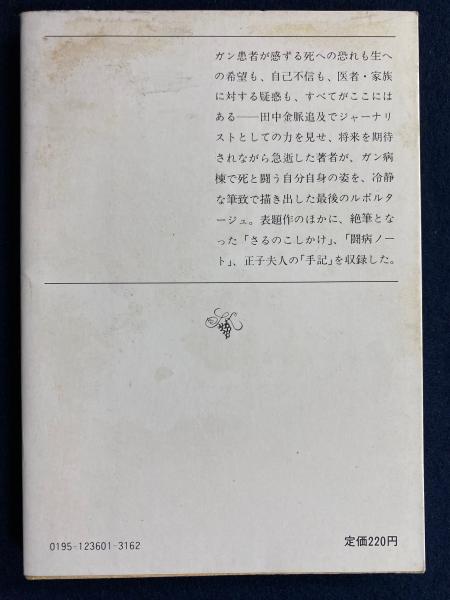 ガン患者が感ずる死への恐れも生へ
の希望も、自己不信も、医者・家族
に対する疑惑も、すべてがここには
ある──田中金脈追及でジャーナリ
ストとしての力を見せ、将来を期待
されながら急逝した著者が、ガン病
棟で死と闘う自分自身の姿を、冷静
な筆致で描き出した最後のルポルタ
ージュ。表題作のほかに、絶筆とな
った「さるのこしかけ」、「闘病ノー
ト」、正子夫人の「手記」を収録した。
0195-123601-3162
定価220円